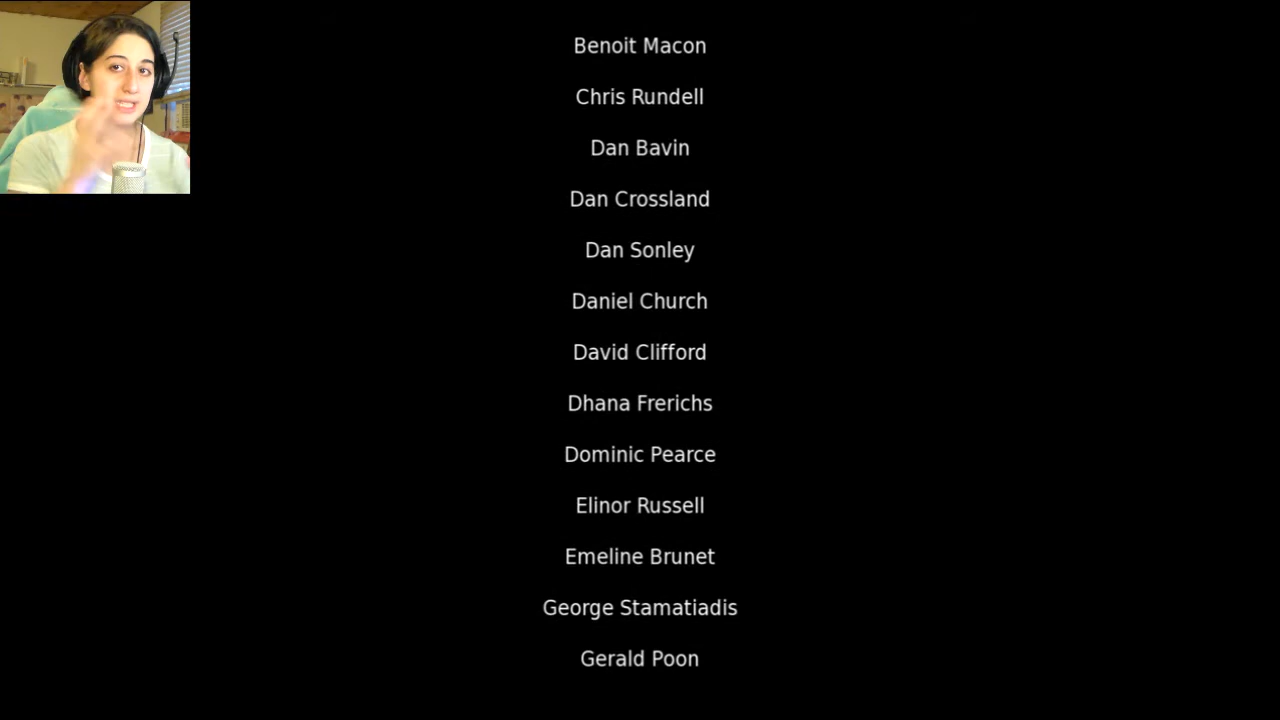 Benoit Macon
Chris Rundell
Dan Bavin
Dan Crossland
Dan Sonley
Daniel Church
David Clifford
Dhana Frerichs
Dominic Pearce
Elinor Russell
Emeline Brunet
George Stamatiadis
Gerald Poon